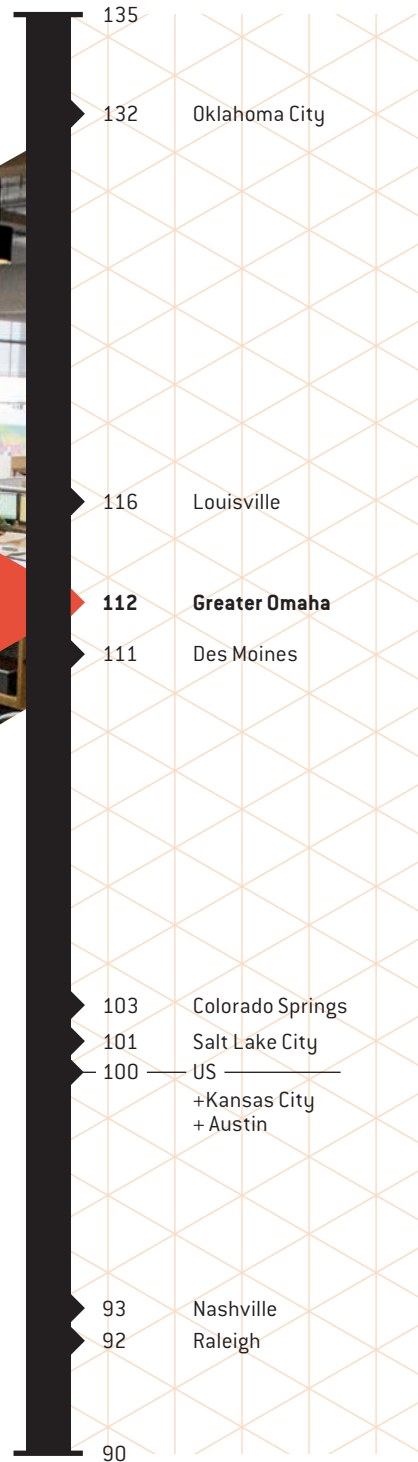 135
132 Oklahoma City
116 Louisville
112 Greater Omaha
111 Des Moines
103 Colorado Springs
101 Salt Lake City
100 US
+Kansas City
+ Austin
93 Nashville
92 Raleigh
90